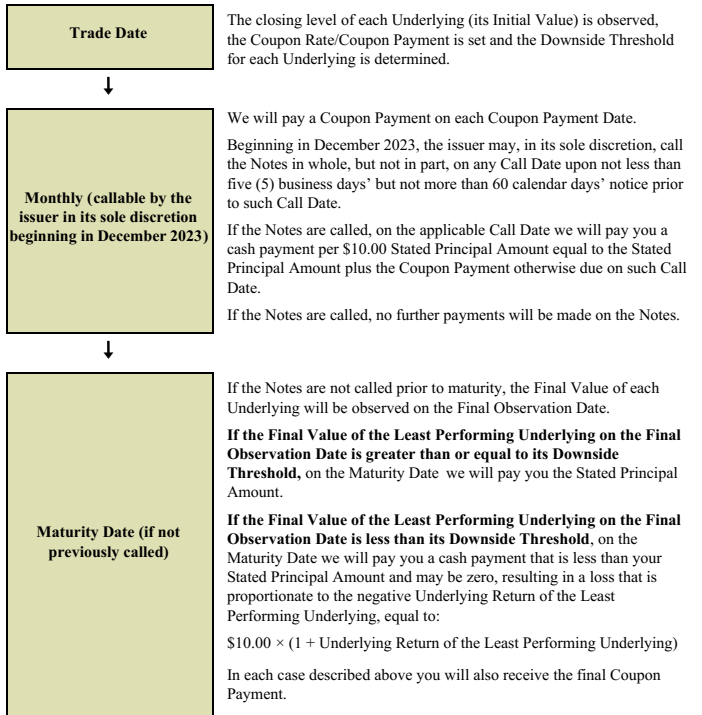 Trade Date
The closing level of each Underlying (its Initial Value) is observed,
the Coupon Rate/Coupon Payment is set and the Downside Threshold
for each Underlying is determined.
↓
Monthly (callable by the
issuer in its sole discretion
beginning in December 2023)
We will pay a Coupon Payment on each Coupon Payment Date.
Beginning in December 2023, the issuer may, in its sole discretion, call
the Notes in whole, but not in part, on any Call Date upon not less than
five (5) business days’ but not more than 60 calendar days’ notice prior
to such Call Date.
If the Notes are called, on the applicable Call Date we will pay you a
cash payment per $10.00 Stated Principal Amount equal to the Stated
Principal Amount plus the Coupon Payment otherwise due on such Call
Date.
If the Notes are called, no further payments will be made on the Notes.
↓
Maturity Date (if not
previously called)
If the Notes are not called prior to maturity, the Final Value of each
Underlying will be observed on the Final Observation Date.
If the Final Value of the Least Performing Underlying on the Final
Observation Date is greater than or equal to its Downside
Threshold, on the Maturity Date we will pay you the Stated Principal
Amount.
If the Final Value of the Least Performing Underlying on the Final
Observation Date is less than its Downside Threshold, on the
Maturity Date we will pay you a cash payment that is less than your
Stated Principal Amount and may be zero, resulting in a loss that is
proportionate to the negative Underlying Return of the Least
Performing Underlying, equal to:
$10.00 × (1 + Underlying Return of the Least Performing Underlying)
In each case described above you will also receive the final Coupon
Payment.